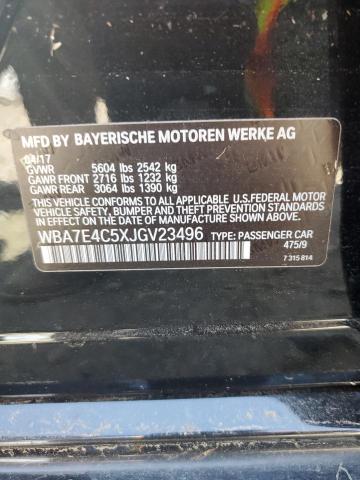 MFD BY BAYERISCHE MOTOREN WERKE AG
04/17
GVWR 5604 lbs 2542 kg
GAWR FRONT 2716 lbs 1232 kg
GAWR REAR 3064 lbs 1390 kg
THIS VEHICLE CONFORMS TO ALL APPLICABLE U.S.FEDERAL MOTOR
VEHICLE SAFETY, BUMPER, AND THEFT PREVENTION STANDARDS IN
EFFECT ON THE DATE OF MANUFACTURE SHOWN ABOVE.
WBA7E4C5XJGV23496 TYPE: PASSENGER CAR
475/9
7 315 814